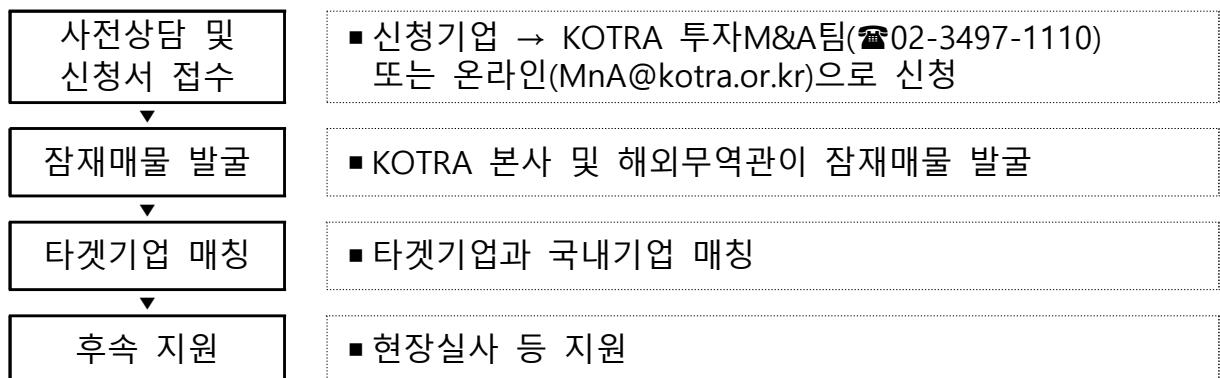 사전상담 및
신청서 접수
▪ 신청기업 → KOTRA 투자M&A팀(☎02-3497-1110)
또는 온라인(MnA@kotra.or.kr)으로 신청
▼
잠재매물 발굴
▪ KOTRA 본사 및 해외무역관이 잠재매물 발굴
▼
타겟기업 매칭
▪ 타겟기업과 국내기업 매칭
▼
후속 지원
▪ 현장실사 등 지원